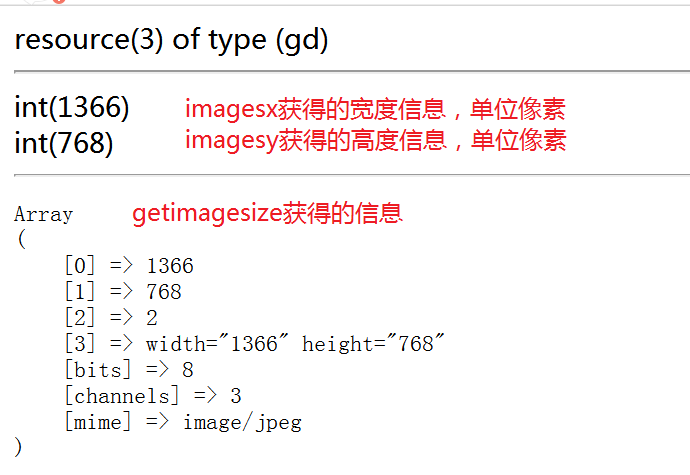 resource(3) of type (gd)
int(1366) imagesx获得的宽度信息，单位像素
int(768) imagesy获得的高度信息，单位像素
Array getimagesize获得的信息
(
[0] => 1366
[1] => 768
[2] => 2
[3] => width="1366" height="768"
[bits] => 8
[channels] => 3
[mime] => image/jpeg
)